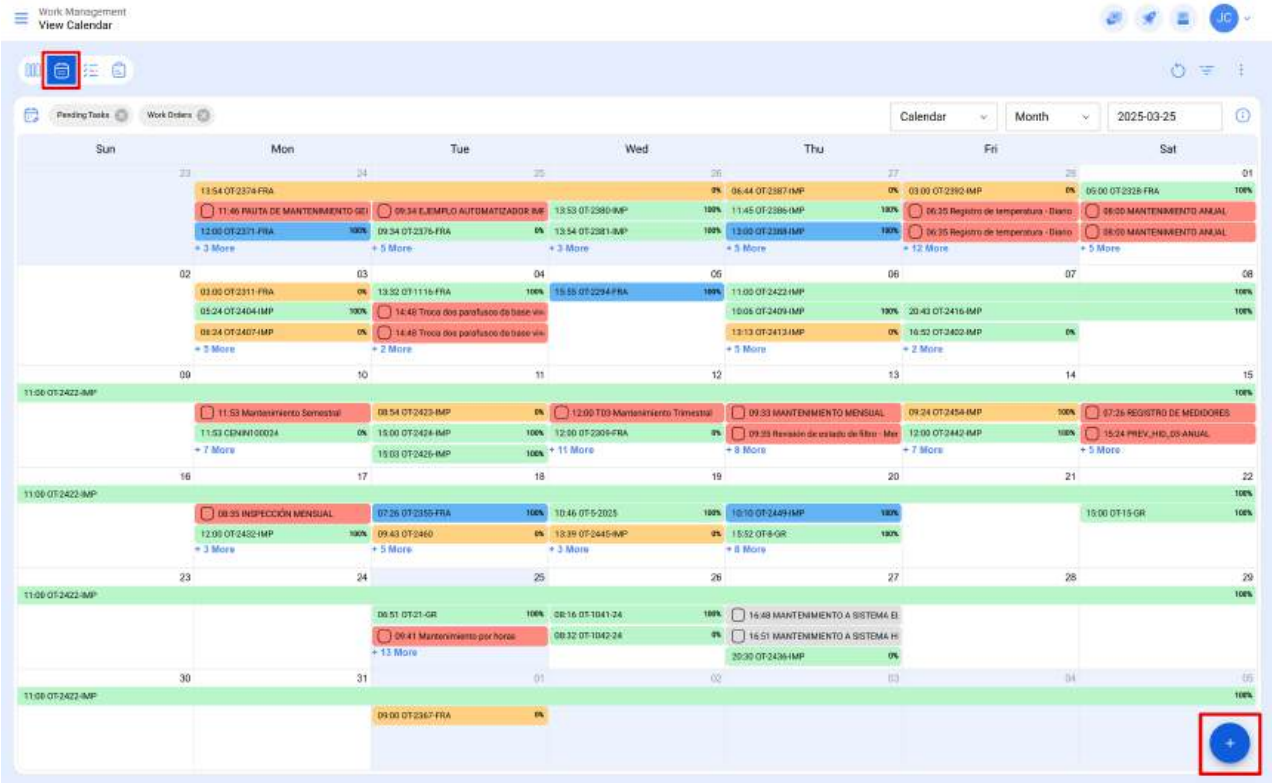 Work Management
View Calendar
JC
Pending Tasks
Work Orders
Calendar
Month
2025-03-25
Sun Mon Tue Wed Thu Fri Sat
23 24 25 26 27 28 01
13:54 OT-2374-FRA 0% 06:44 OT-2387-IMP 0% 03:00 OT-2392-IMP 0% 05:00 OT-2328-FRA 100%
11:46 PAUTA DE MANTENIMIENTO GE 09:34 EJEMPLO AUTOMATIZADOR IMF 13:53 OT-2380-IMP 100% 11:45 OT-2386-IMP 100% 06:35 Registro de temperatura - Diario 08:00 MANTENIMIENTO ANUAL
12:00 OT-2371-FRA 100% 09:34 OT-2376-FRA 0% 13:54 OT-2381-IMP 100% 13:00 OT-2388-IMP 100% 06:35 Registro de temperatura - Diario 08:00 MANTENIMIENTO ANUAL
+ 3 More + 5 More + 3 More + 5 More + 12 More + 5 More
02 03 04 05 06 07 08
03:00 OT-2311-FRA 0% 13:32 OT-1116-FRA 100% 15:55 OT-2294-FRA 100% 11:00 OT-2422-IMP 100%
05:24 OT-2404-IMP 100% 14:48 Troca dos parafusos da base 10:06 OT-2409-IMP 100% 20:43 OT-2416-IMP 100%
08:24 OT-2407-IMP 0% 14:48 Troca dos parafusos da base 13:13 OT-2413-IMP 0% 16:52 OT-2402-IMP 0%
+ 5 More + 2 More + 5 More + 2 More
09 10 11 12 13 14 15
11:00 OT-2422-IMP 100%
11:53 Mantenimiento Semestral 08:54 OT-2423-IMP 0% 12:00 T03-Mantenimiento Trimestral 09:33 MANTENIMIENTO MENSUAL 09:24 OT-2454-IMP 100% 07:26 REGISTRO DE MEDIDORES
11:53 CENIN100024 0% 15:00 OT-2424-IMP 100% 12:00 OT-2309-FRA 0% 09:35 Revisión de estado de filtro - Mer 12:00 OT-2442-IMP 100% 15:24 PREV_HID_03-ANUAL
+ 7 More 15:03 OT-2426-IMP 100% + 11 More + 8 More + 7 More + 5 More
16 17 18 19 20 21 22
11:00 OT-2422-IMP 100%
08:35 INSPECCIÓN MENSUAL 07:26 OT-2355-FRA 100% 10:46 OT-5-2025 100% 10:10 OT-2449-IMP 100% 15:00 OT-15-GR 100%
12:00 OT-2432-IMP 100% 09:43 OT-2460 0% 13:39 OT-2445-IMP 0% 15:52 OT-8-GR 100%
+ 3 More + 5 More + 3 More + 8 More
23 24 25 26 27 28 29
11:00 OT-2422-IMP 100%
06:51 OT-21-GR 100% 08:16 OT-1041-24 100% 16:48 MANTENIMIENTO A SISTEMA EL
09:41 Mantenimiento por horas 08:32 OT-1042-24 0% 16:51 MANTENIMIENTO A SISTEMA H
+ 13 More 20:30 OT-2436-IMP 0%
30 31 01 02 03 04 05
11:00 OT-2422-IMP 100%
09:00 OT-2367-FRA 0%
+